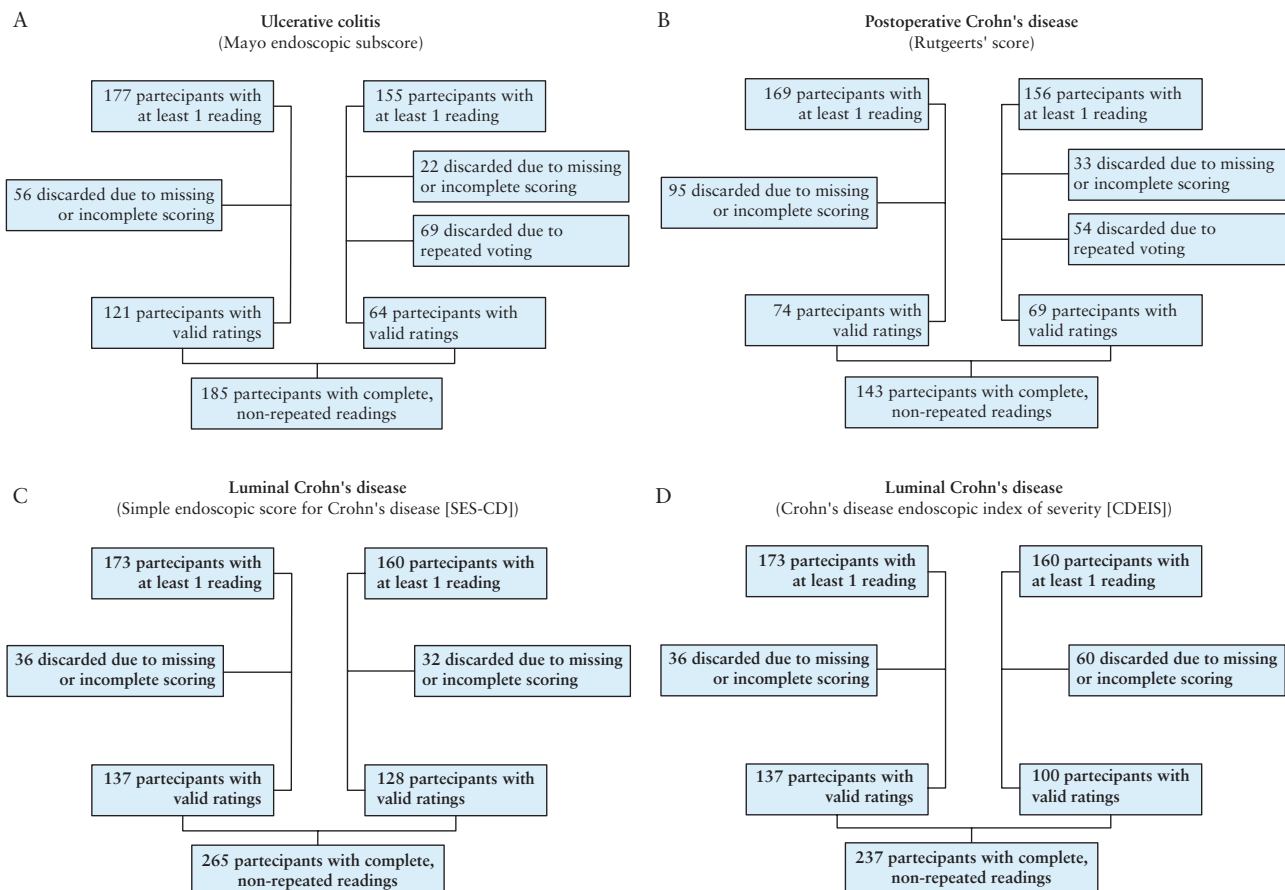 A
Ulcerative colitis
(Mayo endoscopic subscore)
177 partecipants with
at least 1 reading
155 partecipants with
at least 1 reading
22 discarded due to missing
or incomplete scoring
56 discarded due to missing
or incomplete scoring
69 discarded due to
repeated voting
121 partecipants with
valid ratings
64 partecipants with
valid ratings
185 partecipants with complete,
non-repeated readings
B
Postoperative Crohn's disease
(Rutgeerts' score)
169 partecipants with
at least 1 reading
156 partecipants with
at least 1 reading
33 discarded due to missing
or incomplete scoring
95 discarded due to missing
or incomplete scoring
54 discarded due to
repeated voting
74 partecipants with
valid ratings
69 partecipants with
valid ratings
143 partecipants with complete,
non-repeated readings
C
Luminal Crohn's disease
(Simple endoscopic score for Crohn's disease [SES-CD])
173 partecipants with
at least 1 reading
160 partecipants with
at least 1 reading
36 discarded due to missing
or incomplete scoring
32 discarded due to missing
or incomplete scoring
137 partecipants with
valid ratings
128 partecipants with
valid ratings
265 partecipants with complete,
non-repeated readings
D
Luminal Crohn's disease
(Crohn's disease endoscopic index of severity [CDEIS])
173 partecipants with
at least 1 reading
160 partecipants with
at least 1 reading
36 discarded due to missing
or incomplete scoring
60 discarded due to missing
or incomplete scoring
137 partecipants with
valid ratings
100 partecipants with
valid ratings
237 partecipants with complete,
non-repeated readings